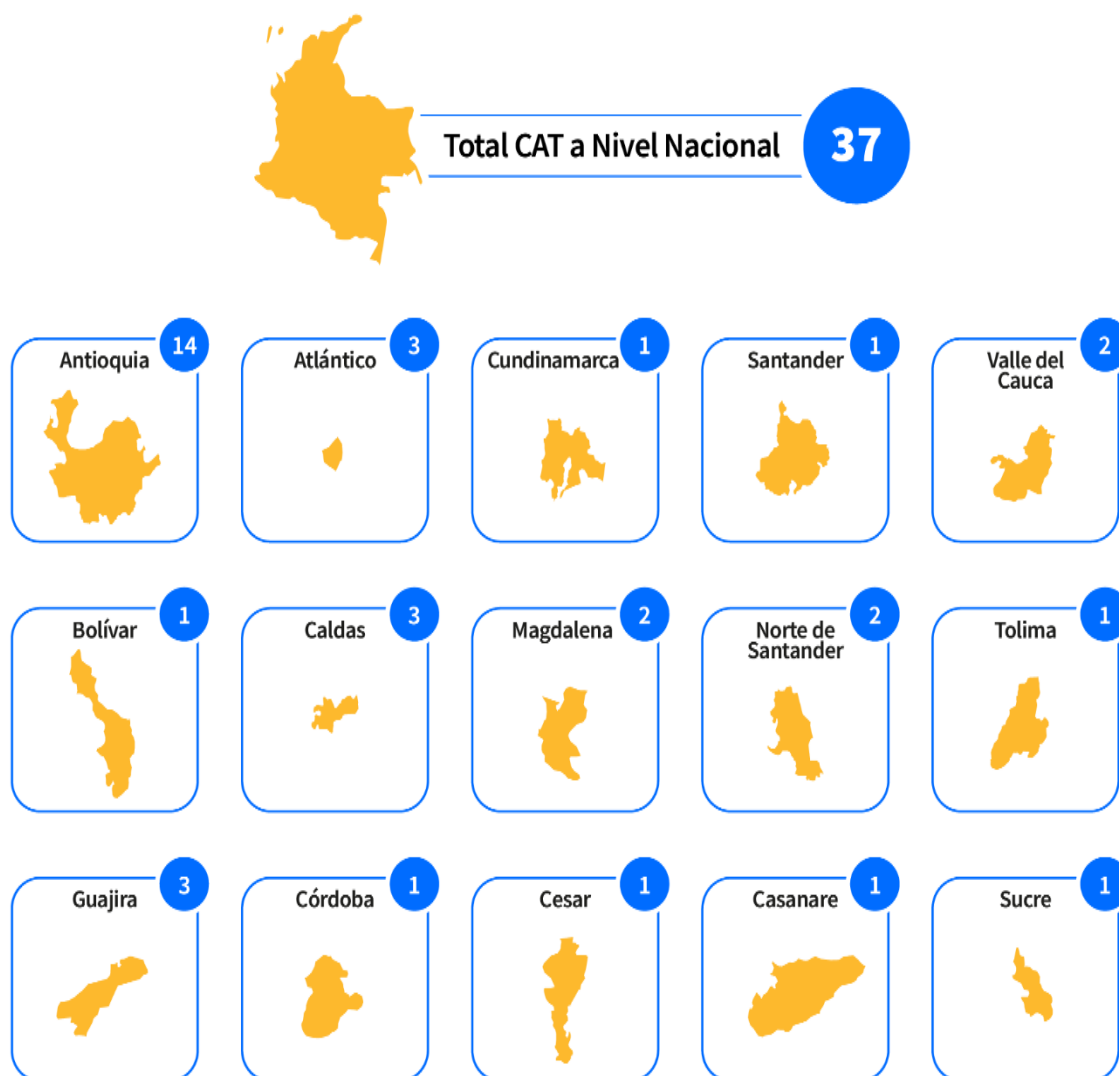 Total CAT a Nivel Nacional
37
Antioquia
14
Atlántico
3
Cundinamarca
1
Santander
1
Valle del
Cauca
2
Bolívar
1
Caldas
3
Magdalena
2
Norte de
Santander
2
Tolima
1
Guajira
3
Córdoba
1
Cesar
1
Casanare
1
Sucre
1